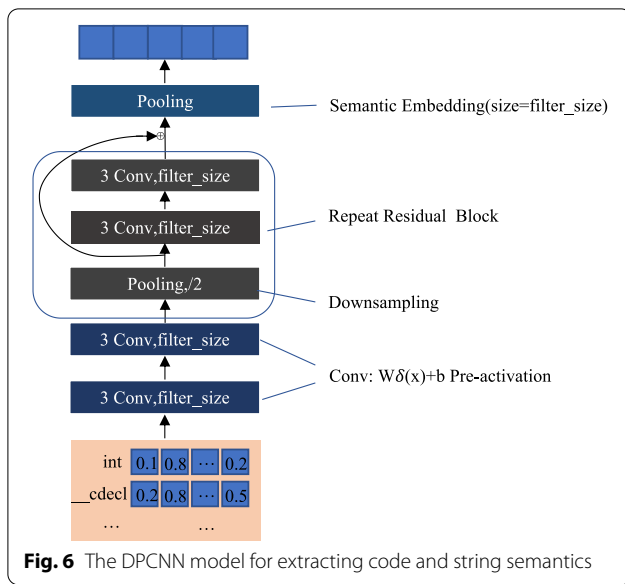 Pooling
Semantic Embedding(size=filter_size)
⊕
3 Conv,filter_size
3 Conv,filter_size
Repeat Residual Block
Pooling,/2
Downsampling
3 Conv,filter_size
Conv: Wδ(x)+b Pre-activation
3 Conv,filter_size
int 0.1 0.8 ... 0.2
__cdecl 0.2 0.8 ... 0.5
... ...
Fig. 6 The DPCNN model for extracting code and string semantics